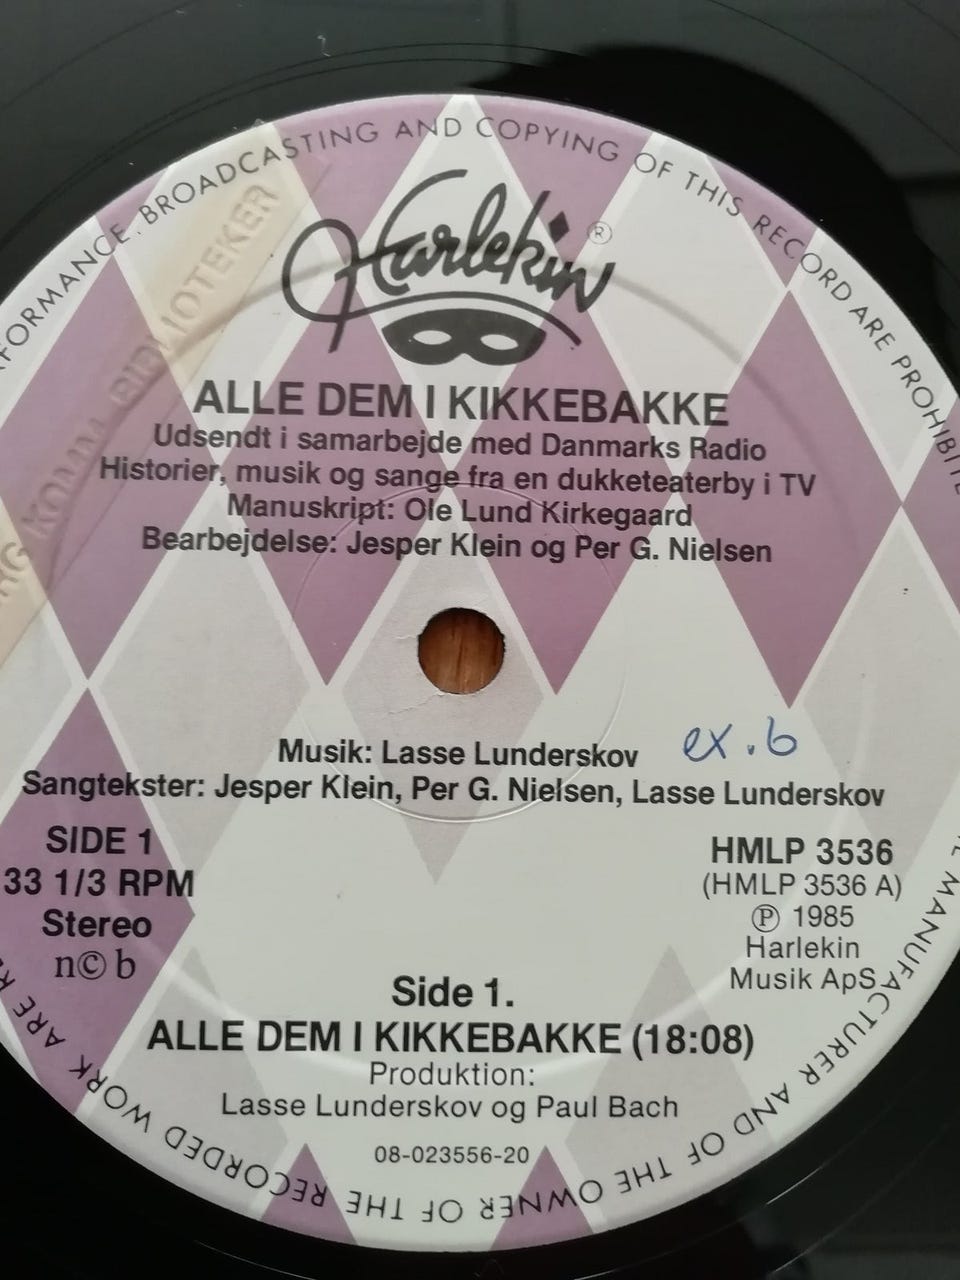 PERFORMANCE, BROADCASTING AND COPYING OF THIS RECORD ARE PROHIBITE
KOMM. BIBLIOTEKER
Harlekin ®
ALLE DEM I KIKKEBAKKE
Udsendt i samarbejde med Danmarks Radio
Historier, musik og sange fra en dukketeaterby i TV
Manuskript: Ole Lund Kirkegaard
Bearbejdelse: Jesper Klein og Per G. Nielsen
Musik: Lasse Lunderskov
ex. b
Sangtekster: Jesper Klein, Per G. Nielsen, Lasse Lunderskov
SIDE 1
33 1/3 RPM
Stereo
n©b
HMLP 3536
(HMLP 3536 A)
℗ 1985
Harlekin
Musik ApS
Side 1.
ALLE DEM I KIKKEBAKKE (18:08)
Produktion:
Lasse Lunderskov og Paul Bach
08-023556-20
MANUFACTURER AND OF THE OWNER OF THE RECORDED WORK ARE RE